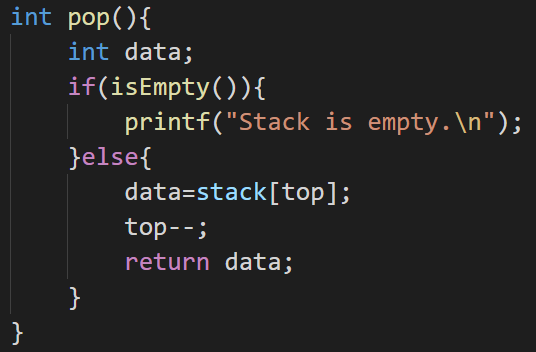 int pop(){
    int data;
    if(isEmpty()){
        printf("Stack is empty.\n");
    }else{
        data=stack[top];
        top--;
        return data;
    }
}